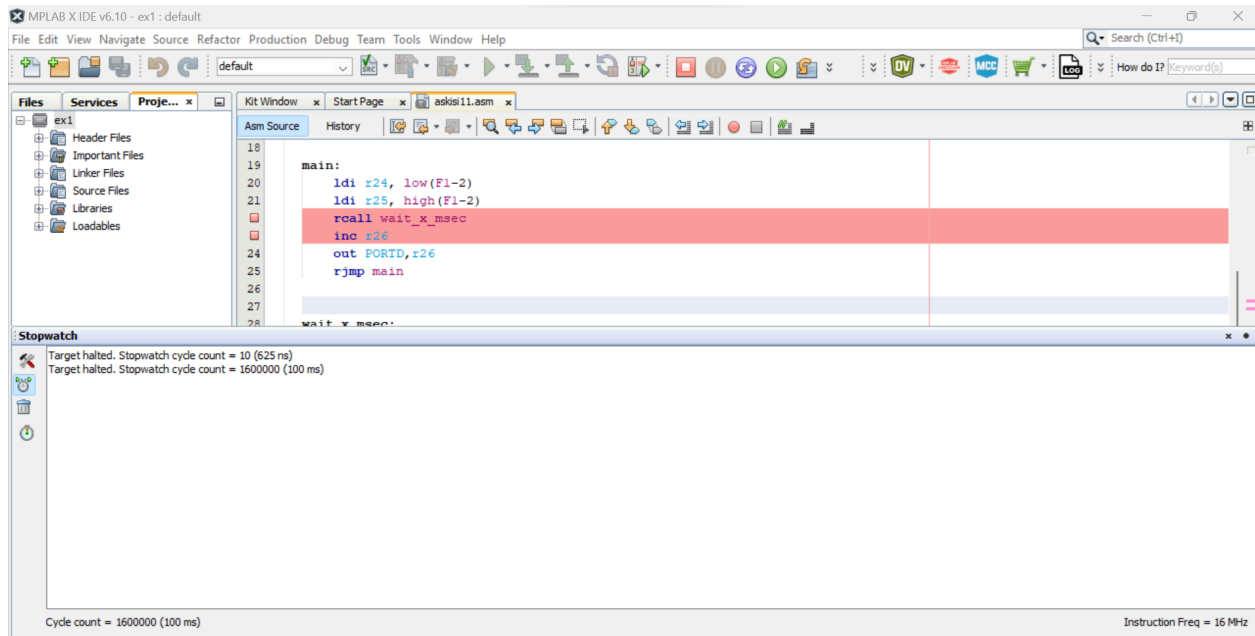 MPLAB X IDE v6.10 - ex1 : default
File Edit View Navigate Source Refactor Production Debug Team Tools Window Help
Search (Ctrl+I)
default
DV
MCC
LOG
How do I? Keyword(s)
Files Services Proje... x
Kit Window x Start Page x askisi11.asm x
ex1
Header Files
Important Files
Linker Files
Source Files
Libraries
Loadables
Asm Source History
18
19 main:
20 ldi r24, low(F1-2)
21 ldi r25, high(F1-2)
rcall wait_x_msec
inc r26
24 out PORTD,r26
25 rjmp main
26
27
28 wait_x_msec:
Stopwatch
Target halted. Stopwatch cycle count = 10 (625 ns)
Target halted. Stopwatch cycle count = 1600000 (100 ms)
Cycle count = 1600000 (100 ms)
Instruction Freq = 16 MHz